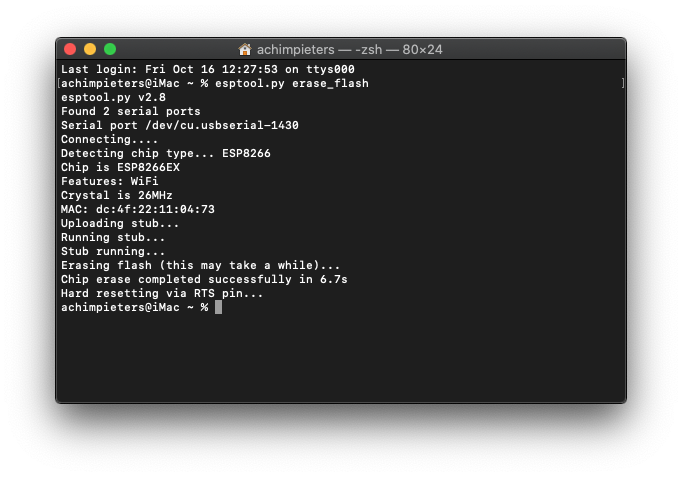 achimpieters — -zsh — 80×24
Last login: Fri Oct 16 12:27:53 on ttys000
[achimpieters@iMac ~ % esptool.py erase_flash ]
esptool.py v2.8
Found 2 serial ports
Serial port /dev/cu.usbserial-1430
Connecting....
Detecting chip type... ESP8266
Chip is ESP8266EX
Features: WiFi
Crystal is 26MHz
MAC: dc:4f:22:11:04:73
Uploading stub...
Running stub...
Stub running...
Erasing flash (this may take a while)...
Chip erase completed successfully in 6.7s
Hard resetting via RTS pin...
achimpieters@iMac ~ %